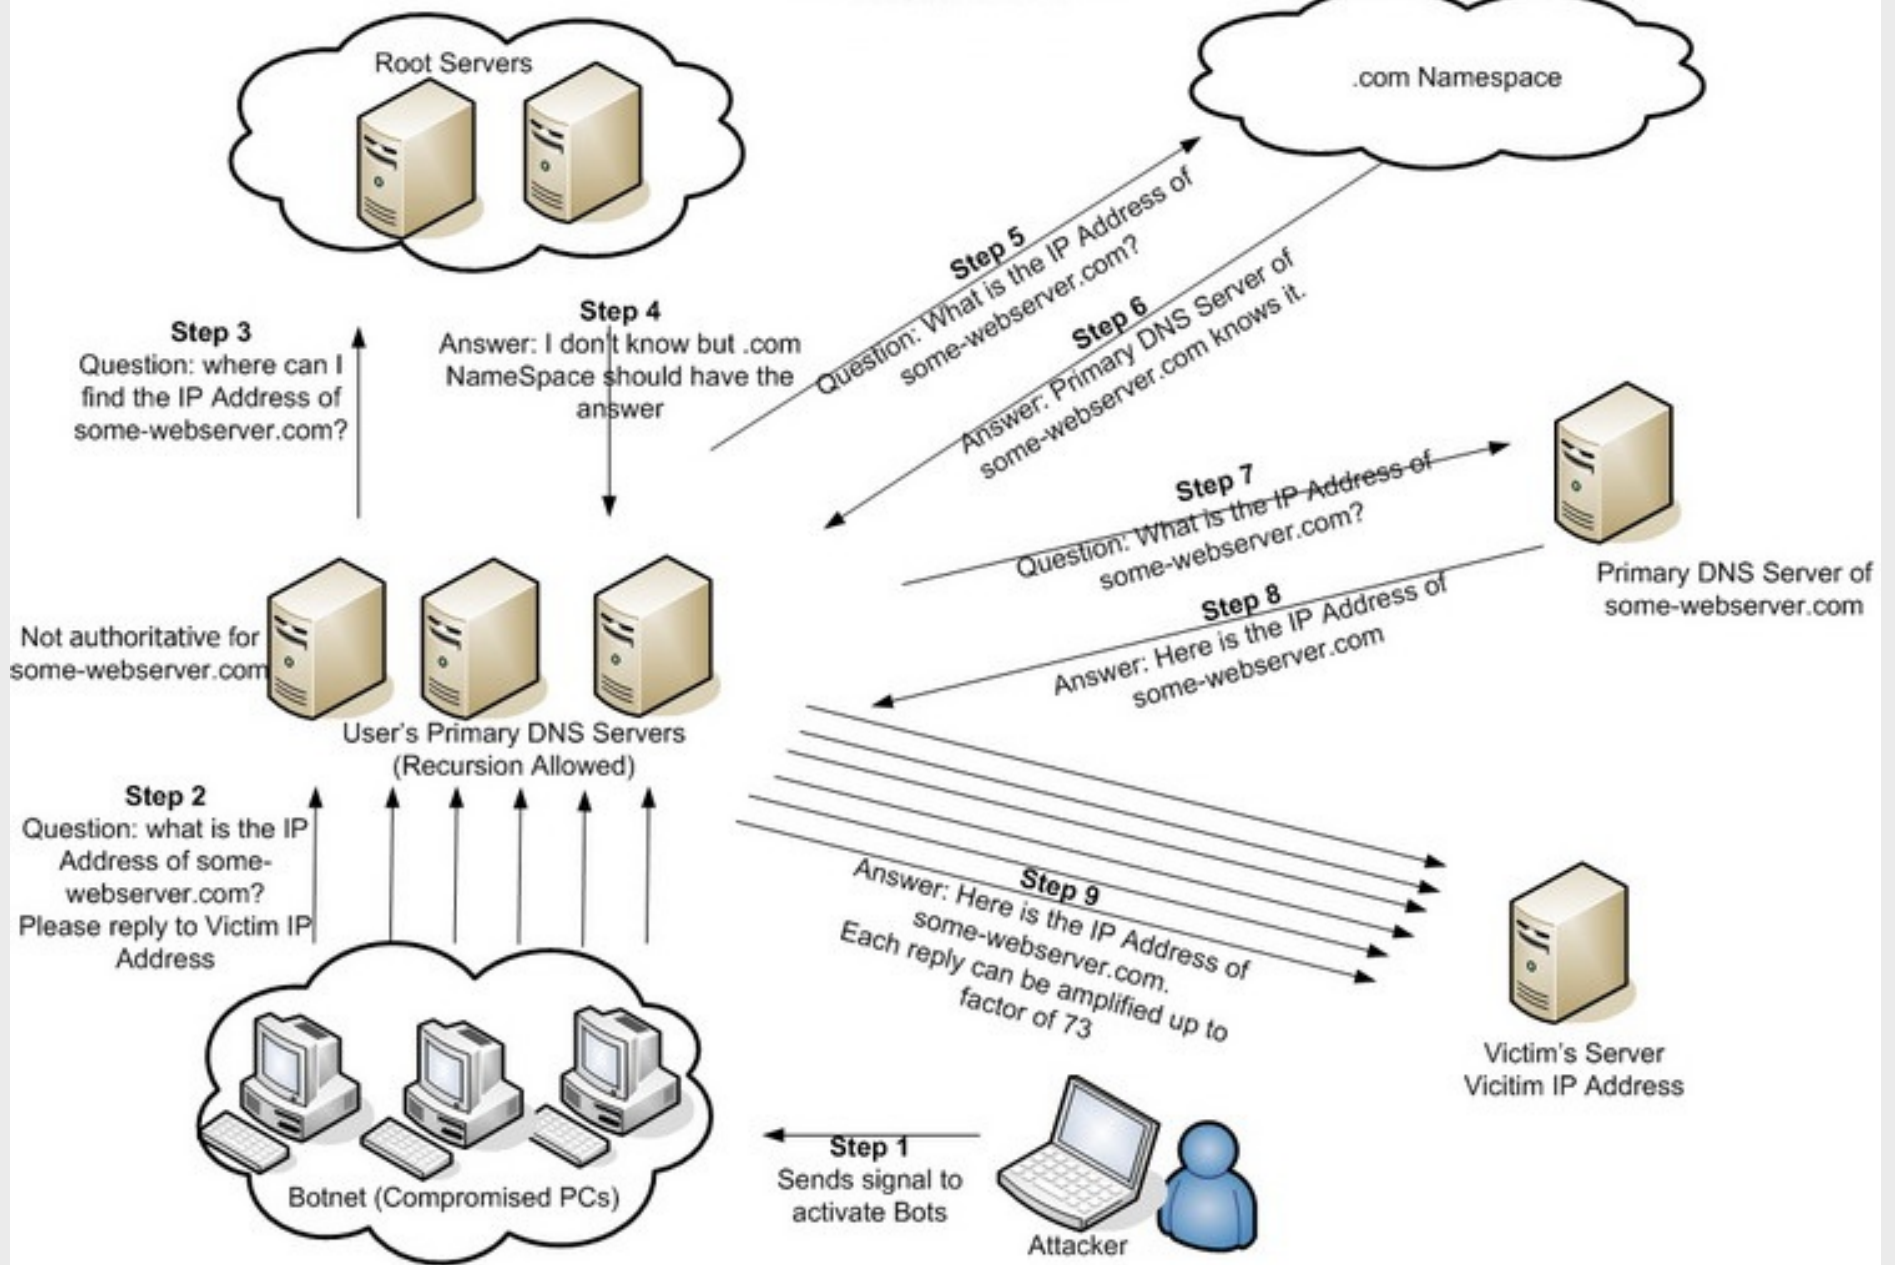 Root Servers
.com Namespace
Step 3
Question: where can I
find the IP Address of
some-webserver.com?
Step 4
Answer: I don't know but .com
NameSpace should have the
answer
Step 5
Question: What is the IP Address of
some-webserver.com?
Step 6
Answer: Primary DNS Server of
some-webserver.com knows it.
Step 7
Question: What is the IP Address of
some-webserver.com?
Step 8
Answer: Here is the IP Address of
some-webserver.com
Primary DNS Server of
some-webserver.com
Not authoritative for
some-webserver.com
User's Primary DNS Servers
(Recursion Allowed)
Step 2
Question: what is the IP
Address of some-
webserver.com?
Please reply to Victim IP
Address
Step 9
Answer: Here is the IP Address of
some-webserver.com.
Each reply can be amplified up to
factor of 73
Victim's Server
Vicitim IP Address
Botnet (Compromised PCs)
Step 1
Sends signal to
activate Bots
Attacker